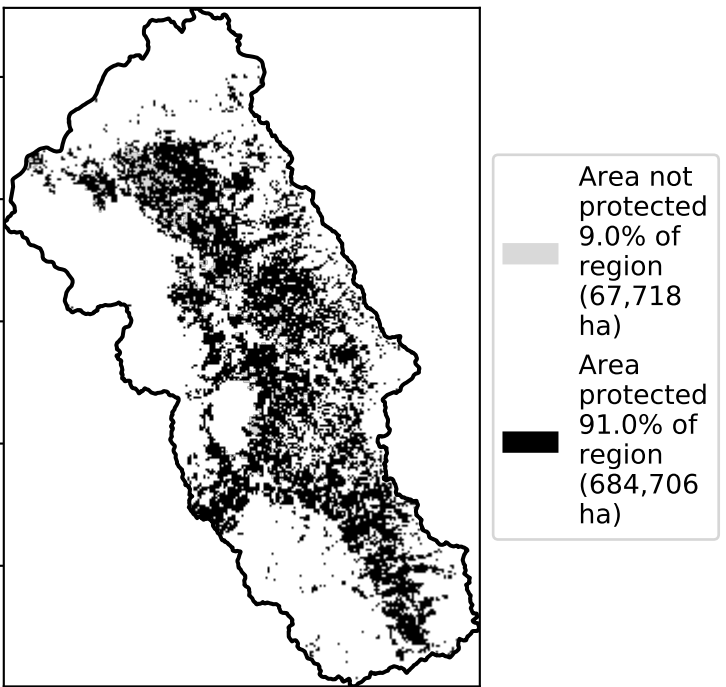 Area not
protected
9.0% of
region
(67,718
ha)
Area
protected
91.0% of
region
(684,706
ha)